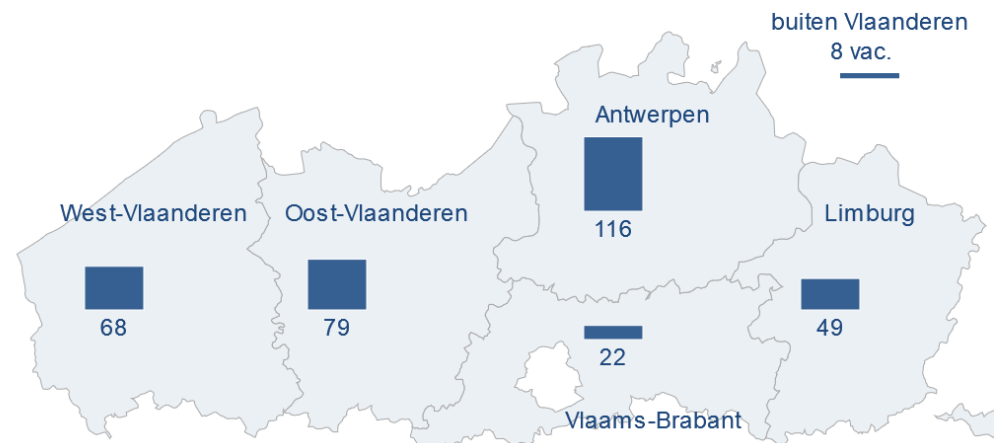 buiten Vlaanderen
8 vac.
Antwerpen
116
West-Vlaanderen
68
Oost-Vlaanderen
79
Limburg
49
22
Vlaams-Brabant